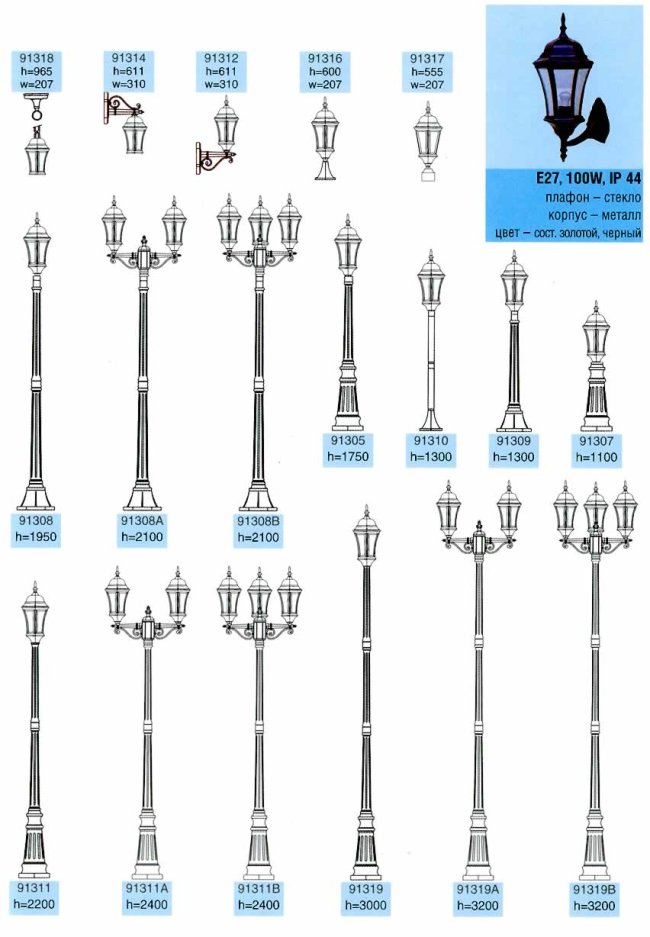 91318
h=965
w=207
91314
h=611
w=310
91312
h=611
w=310
91316
h=600
w=207
91317
h=555
w=207
E27, 100W, IP 44
плафон – стекло
корпус – металл
цвет – сост. золотой, черный
91305
h=1750
91310
h=1300
91309
h=1300
91307
h=1100
91308
h=1950
91308A
h=2100
91308B
h=2100
91311
h=2200
91311A
h=2400
91311B
h=2400
91319
h=3000
91319A
h=3200
91319B
h=3200